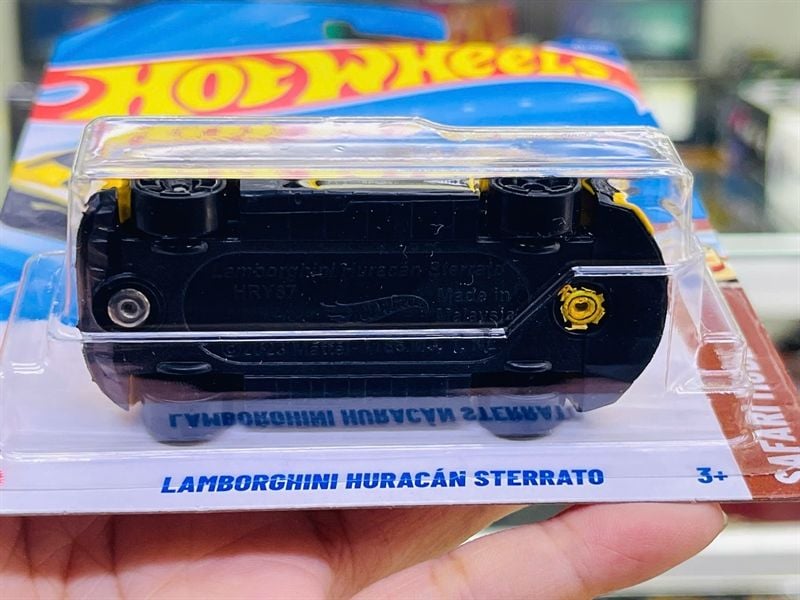 Hot Wheels
Lamborghini Huracán Sterrato
HRY87
Made in
Malaysia
LAMBORGHINI HURACÁN STERRATO
LAMBORGHINI HURACÁN STERRATO
3+
SAFARI